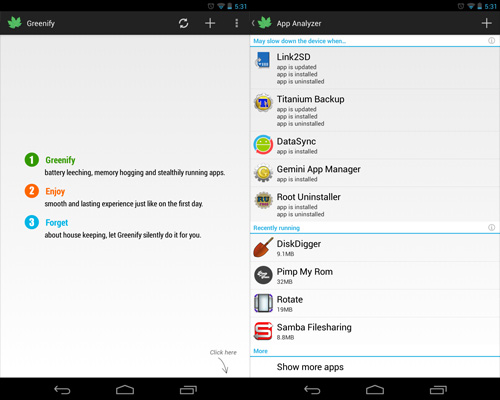 5:31
Greenify
1 Greenify
battery leeching, memory hogging and stealthily running apps.
2 Enjoy
smooth and lasting experience just like on the first day.
3 Forget
about house keeping, let Greenify silently do it for you.
Click here
5:31
App Analyzer
May slow down the device when...
Link2SD
app is updated
app is installed
app is uninstalled
Titanium Backup
app is updated
app is installed
app is uninstalled
DataSync
app is installed
Gemini App Manager
app is installed
Root Uninstaller
app is installed
app is uninstalled
Recently running
DiskDigger
9.1MB
Pimp My Rom
32MB
Rotate
19MB
Samba Filesharing
8.8MB
More
Show more apps